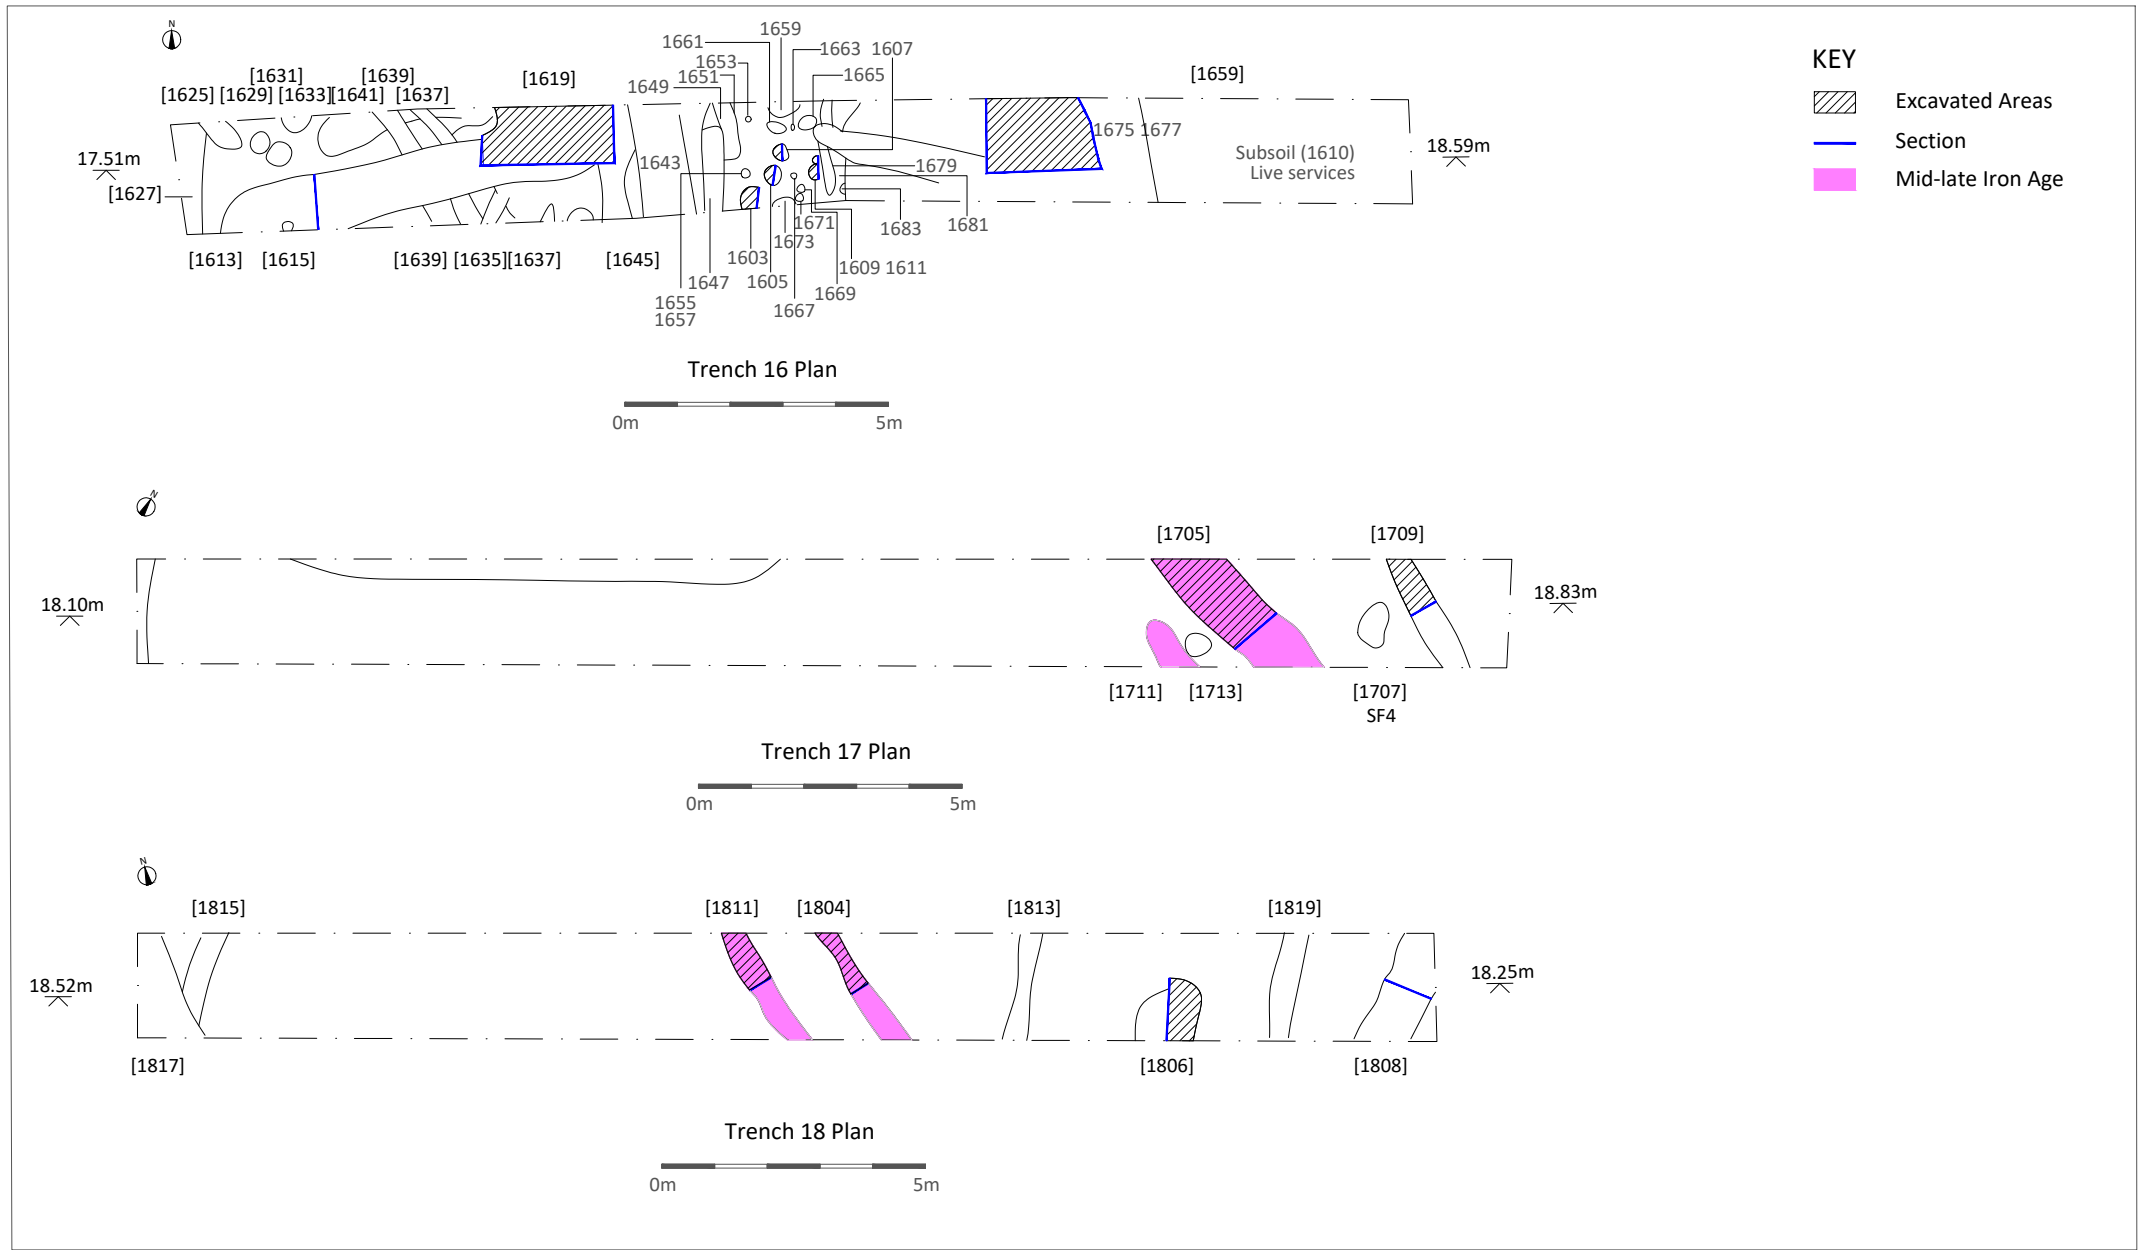 N
1659
1661
1663 1607
1653
1665
1651
1649
[1631]
[1639]
[1619]
[1659]
[1625] [1629] [1633] [1641] [1637]
KEY
Excavated Areas
Section
Mid-late Iron Age
17.51m
[1627]
1643
1675 1677
Subsoil (1610)
Live services
18.59m
1679
1671
1683
1681
1673
1603
[1613] [1615]
[1639] [1635] [1637]
[1645]
1609 1611
1647
1605
1669
1655
1657
1667
Trench 16 Plan
0m
5m
N
[1705]
[1709]
18.10m
18.83m
[1711] [1713]
[1707]
SF4
Trench 17 Plan
0m
5m
N
[1815]
[1811]
[1804]
[1813]
[1819]
18.52m
18.25m
[1817]
[1806]
[1808]
Trench 18 Plan
0m
5m